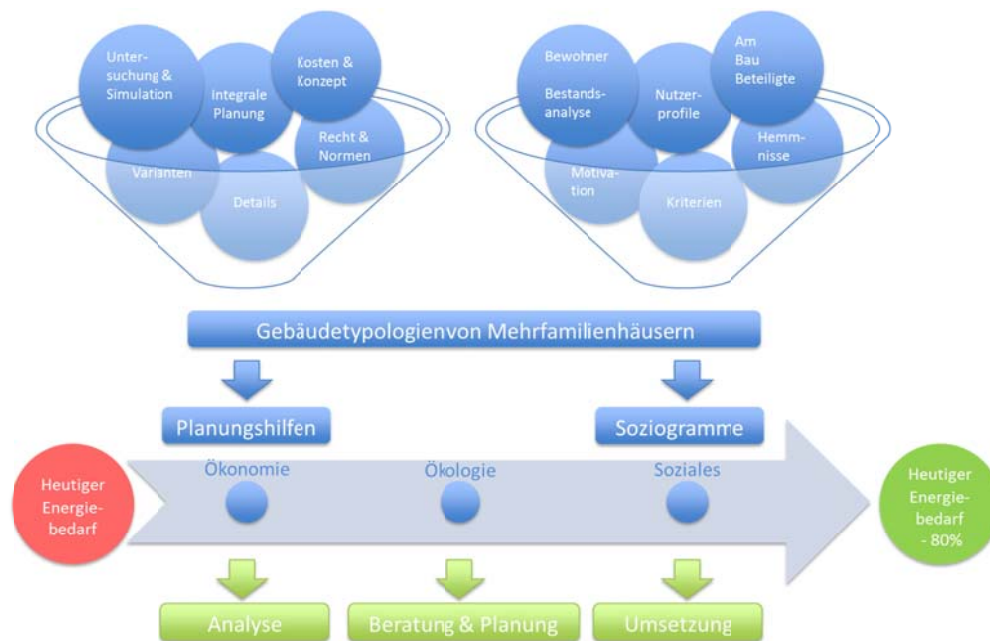 Unter-
suchung &
Simulation
Integrale
Planung
Kosten &
Konzept
Recht &
Normen
Varianten
Details
Bewohner
Bestands-
analyse
Nutzer-
profile
Am
Bau
Beteiligte
Hemm-
nisse
Motiva-
tion
Kriterien
Gebäudetypologienvon Mehrfamilienhäusern
Planungshilfen
Soziogramme
Heutiger
Energie-
bedarf
Ökonomie
Ökologie
Soziales
Heutiger
Energie-
bedarf
- 80%
Analyse
Beratung & Planung
Umsetzung